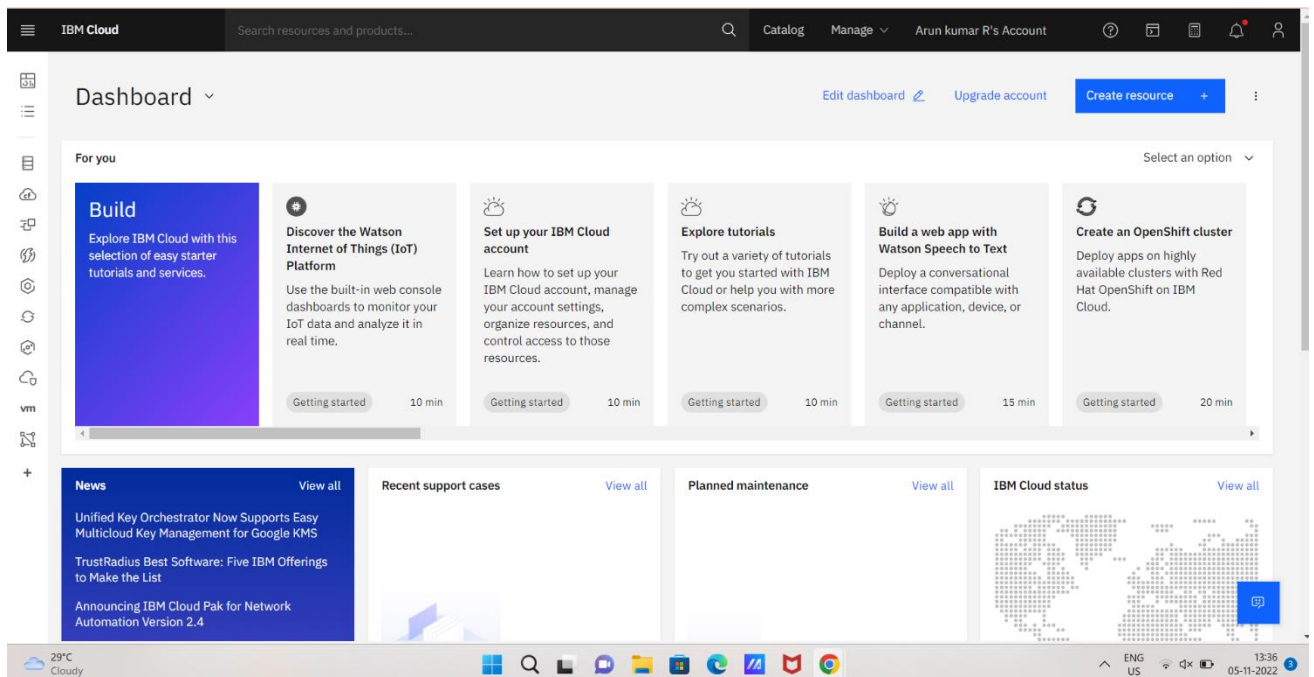 IBM Cloud
Search resources and products...
Catalog
Manage
Arun kumar R's Account
Dashboard
Edit dashboard
Upgrade account
Create resource +
For you
Select an option
Build
Explore IBM Cloud with this
selection of easy starter
tutorials and services.
Discover the Watson
Internet of Things (IoT)
Platform
Use the built-in web console
dashboards to monitor your
IoT data and analyze it in
real time.
Getting started
10 min
Set up your IBM Cloud
account
Learn how to set up your
IBM Cloud account, manage
your account settings,
organize resources, and
control access to those
resources.
Getting started
10 min
Explore tutorials
Try out a variety of tutorials
to get you started with IBM
Cloud or help you with more
complex scenarios.
Getting started
10 min
Build a web app with
Watson Speech to Text
Deploy a conversational
interface compatible with
any application, device, or
channel.
Getting started
15 min
Create an OpenShift cluster
Deploy apps on highly
available clusters with Red
Hat OpenShift on IBM
Cloud.
Getting started
20 min
vm
News
View all
Unified Key Orchestrator Now Supports Easy
Multicloud Key Management for Google KMS
TrustRadius Best Software: Five IBM Offerings
to Make the List
Announcing IBM Cloud Pak for Network
Automation Version 2.4
Recent support cases
View all
Planned maintenance
View all
IBM Cloud status
View all
29°C
Cloudy
ENG
US
13:36
05-11-2022
3